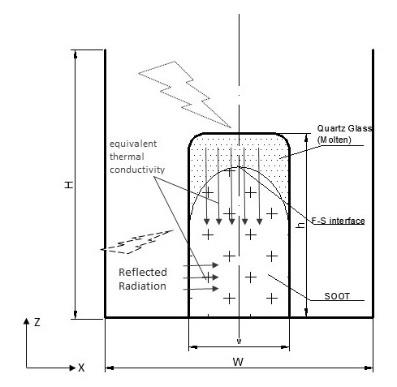 Quartz Glass
(Molten)
equivalent
thermal
conductivity
H
h
F-S interface
Reflected
Radiation
SOOT
Z
X
v
W